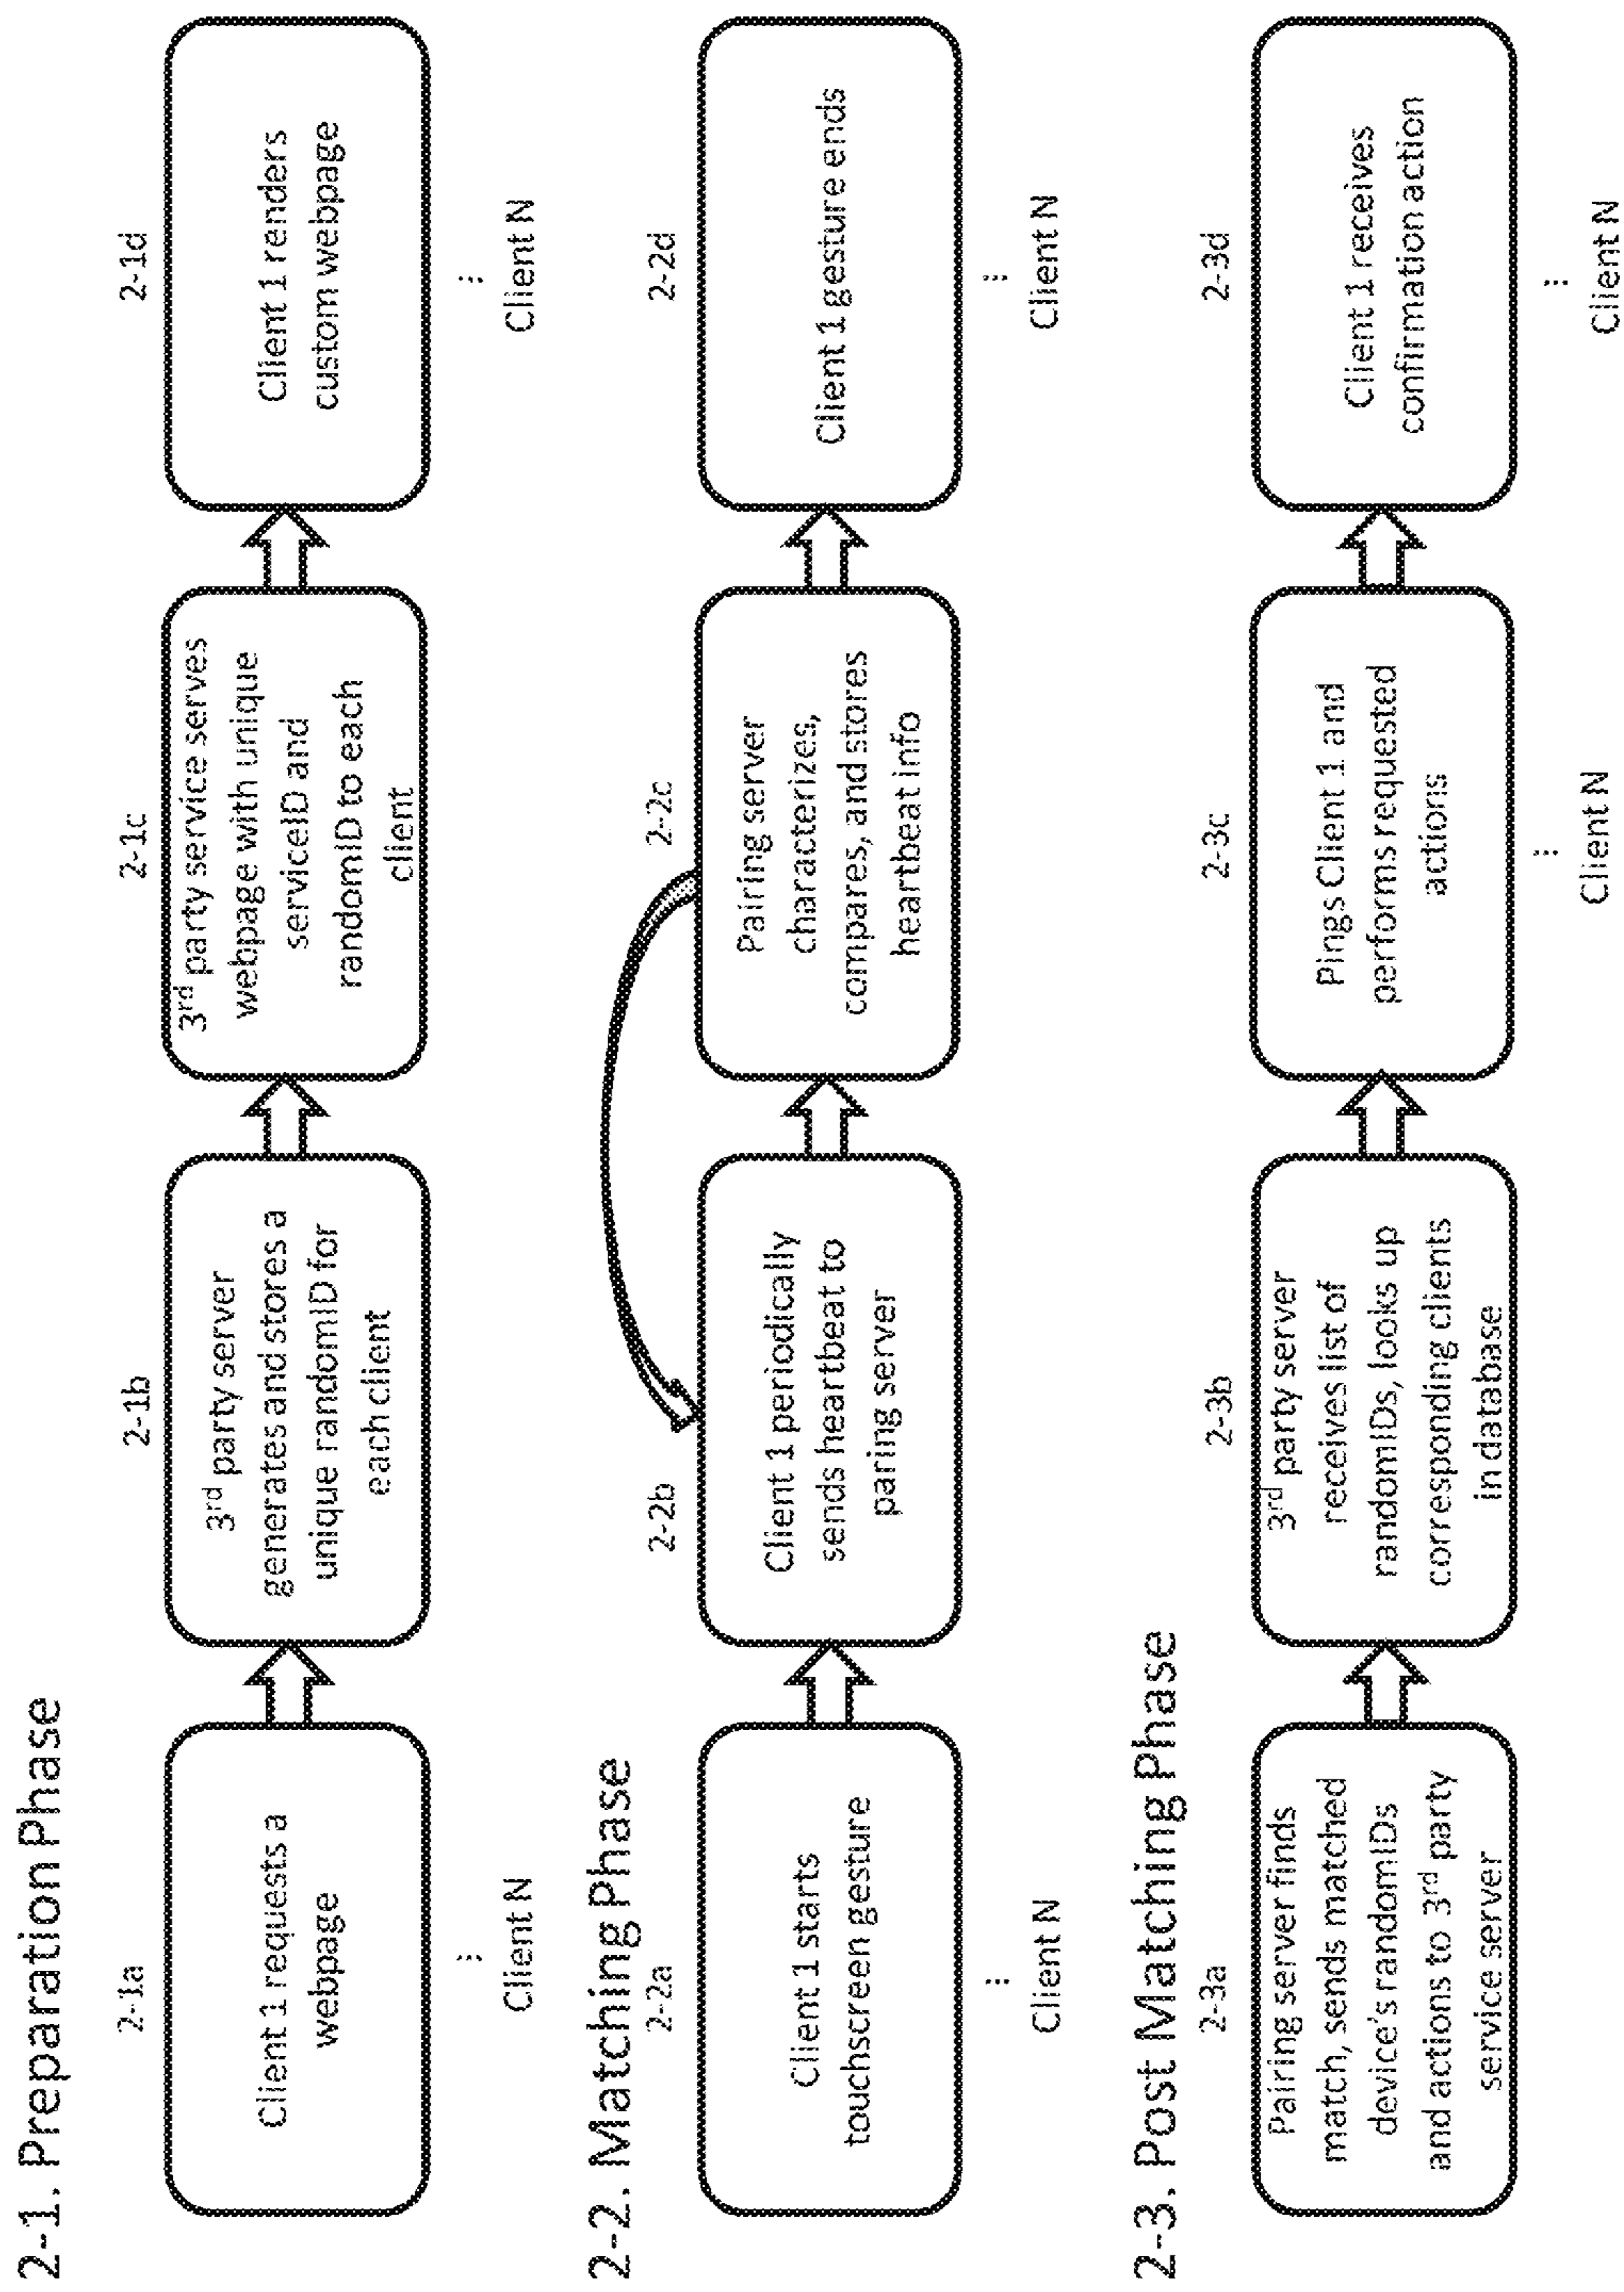 2-1. Preparation Phase
2-1a
Client 1 requests a
webpage
⋮
Client N
2-1b
3rd party server
generates and stores a
unique randomID for
each client
2-1c
3rd party service serves
webpage with unique
serviceID and
randomID to each
client
2-1d
Client 1 renders
custom webpage
⋮
Client N
2-2. Matching Phase
2-2a
Client 1 starts
touchscreen gesture
⋮
Client N
2-2b
Client 1 periodically
sends heartbeat to
paring server
2-2c
Pairing server
characterizes,
compares, and stores
heartbeat info
2-2d
Client 1 gesture ends
⋮
Client N
2-3. Post Matching Phase
2-3a
Pairing server finds
match, sends matched
device's randomIDs
and actions to 3rd party
service server
2-3b
3rd party server
receives list of
randomIDs, looks up
corresponding clients
in database
2-3c
Pings Client 1 and
performs requested
actions
⋮
Client N
2-3d
Client 1 receives
confirmation action
⋮
Client N